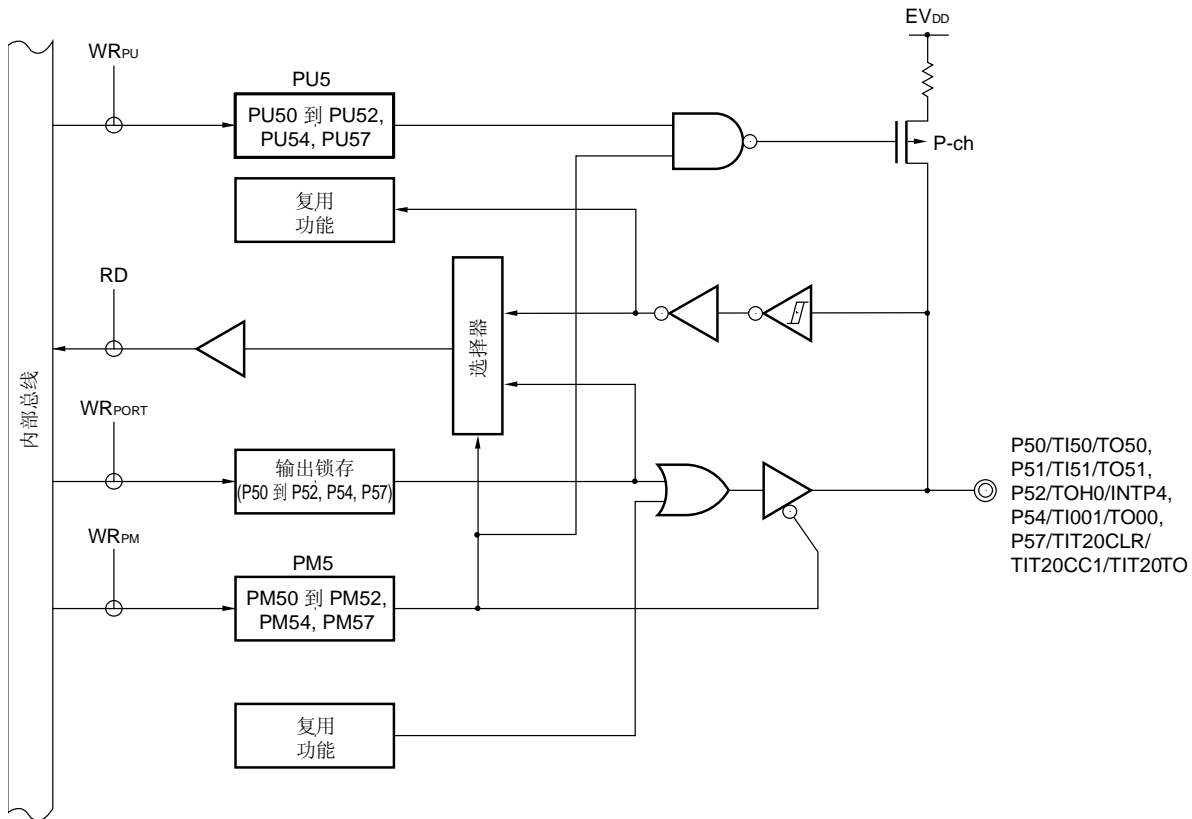 EVDD
WRPU
PU5
PU50 到 PU52,
PU54, PU57
P-ch
复用
功能
RD
选择器
内部总线
WRPORT
输出锁存
(P50 到 P52, P54, P57)
P50/TI50/TO50,
P51/TI51/TO51,
P52/TOH0/INTP4,
P54/TI001/TO00,
P57/TIT20CLR/
TIT20CC1/TIT20TO
WRPM
PM5
PM50 到 PM52,
PM54, PM57
复用
功能